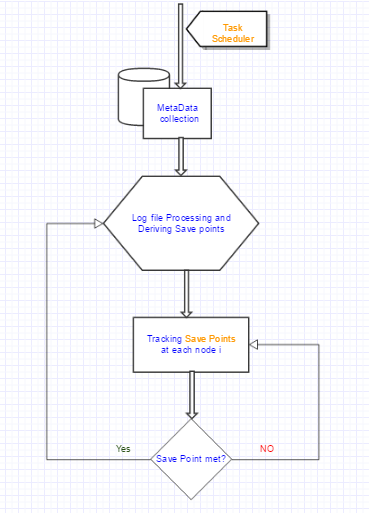 Task
Scheduler
MetaData
collection
Log file Processing and
Deriving Save points
Tracking Save Points
at each node i
Yes
Save Point met?
NO